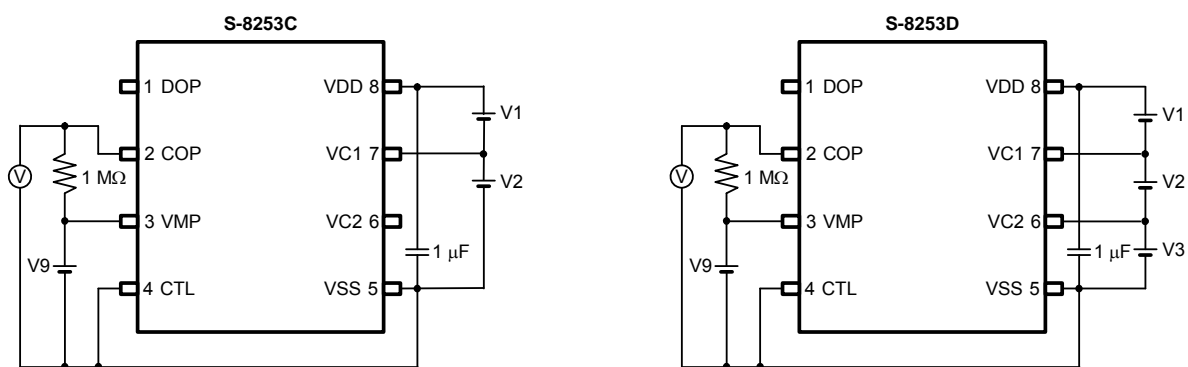 S-8253C
1 DOP
VDD 8
V1
2 COP
VC1 7
V
1 MΩ
V2
3 VMP
VC2 6
V9
1 μF
4 CTL
VSS 5
S-8253D
1 DOP
VDD 8
V1
2 COP
VC1 7
V
1 MΩ
V2
3 VMP
VC2 6
V9
1 μF
V3
4 CTL
VSS 5